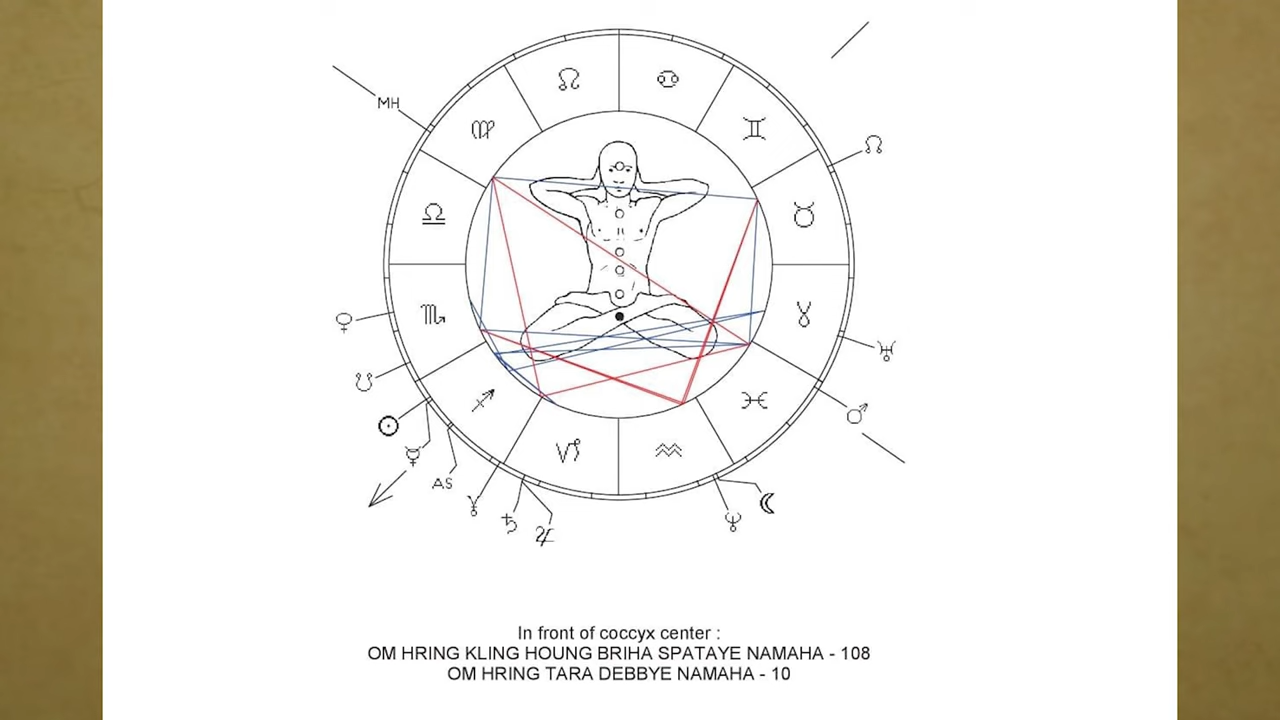 MH
AS
In front of coccyx center :
OM HRING KLING HOUNG BRIHA SPATAYE NAMAHA - 108
OM HRING TARA DEBBYE NAMAHA - 10